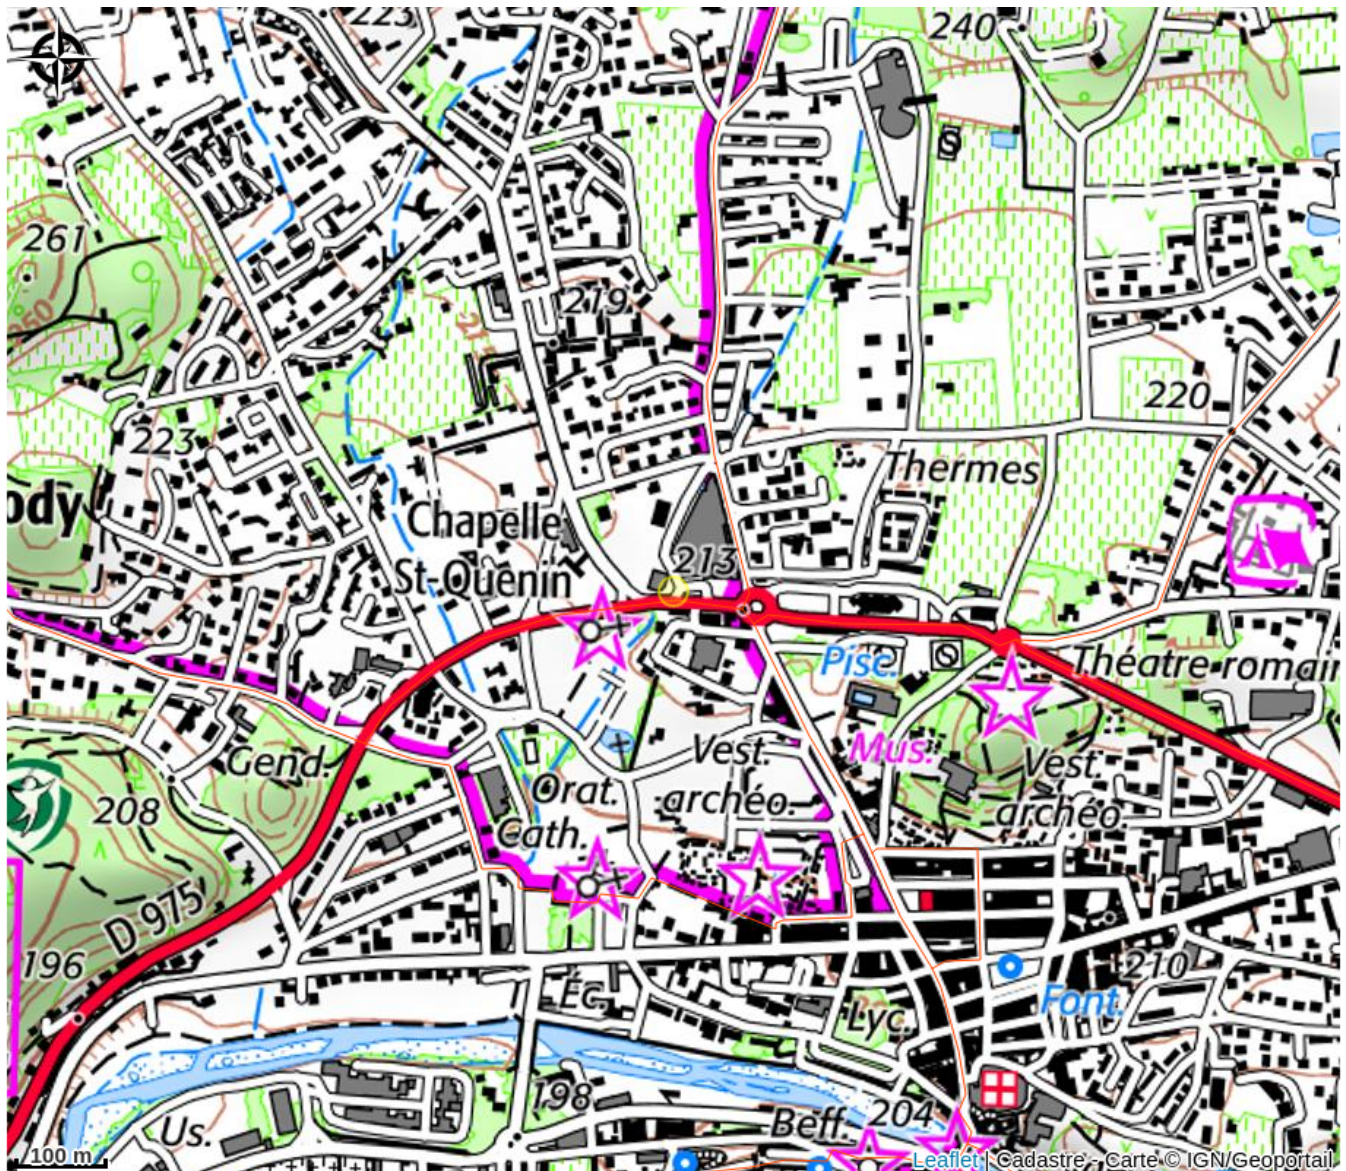 223
240
261
219
250
220
223
Thermes
ody
Chapelle
St-Quenin
213
Pisc.
Théatre romain
Gend.
Mus.
Vest.
archéo.
Vest.
archéo.
Orat.
Cath.
208
D 975
196
210
Éc.
Font.
Lyc.
198
204
Beff.
Us.
100 m
Leaflet | Cadastre - Carte © IGN/Geoportail